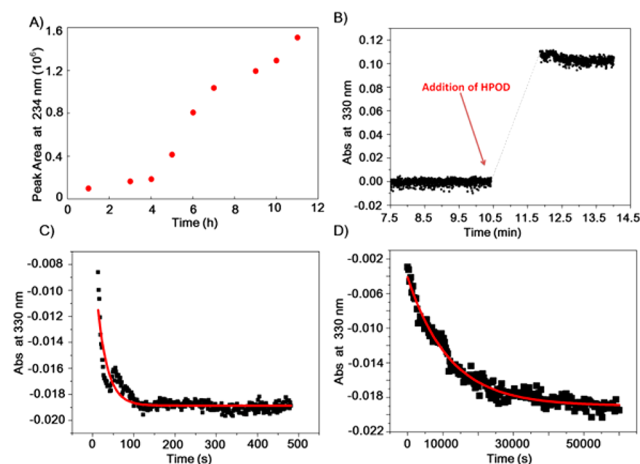 A)
Peak Area at 234 nm (10⁶)
1.6
1.2
0.8
0.4
0
0 2 4 6 8 10 12
Time (h)
B)
Abs at 330 nm
0.12
0.10
0.08
0.06
0.04
0.02
0.00
-0.02
Addition of HPOD
7.5 8.5 9.5 10.5 11.5 12.5 13.5 14.5
Time (min)
C)
Abs at 330 nm
-0.008
-0.010
-0.012
-0.014
-0.016
-0.018
-0.020
0 100 200 300 400 500
Time (s)
D)
Abs at 330 nm
-0.002
-0.006
-0.010
-0.014
-0.018
-0.022
0 10000 30000 50000
Time (s)